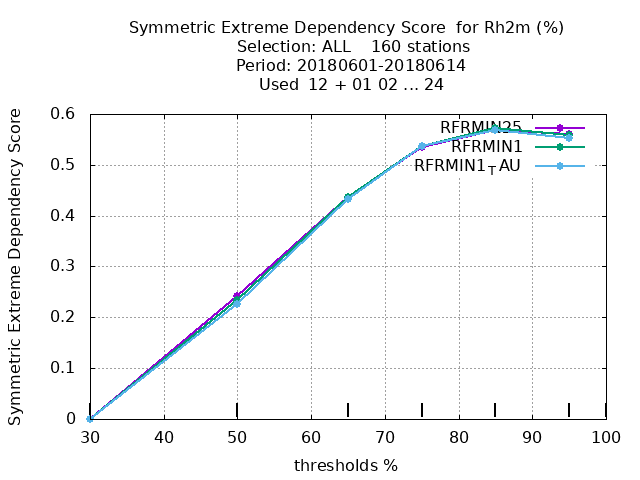 Symmetric Extreme Dependency Score  for Rh2m (%)
Selection: ALL    160 stations
Period: 20180601-20180614
Used  12 + 01 02 ... 24
Symmetric Extreme Dependency Score
0.6
0.5
0.4
0.3
0.2
0.1
0
RFRMIN25
RFRMIN1
RFRMIN1TAU
30 40 50 60 70 80 90 100
thresholds %